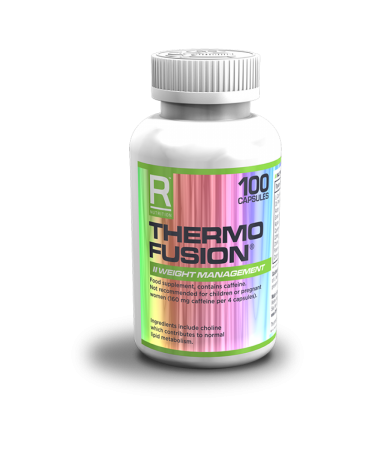 R
NUTRITION
100
CAPSULES
THERMO
FUSION®
// WEIGHT MANAGEMENT
Food supplement, contains caffeine.
Not recommended for children or pregnant
women (160 mg caffeine per 4 capsules).
Ingredients include choline
which contributes to normal
lipid metabolism.